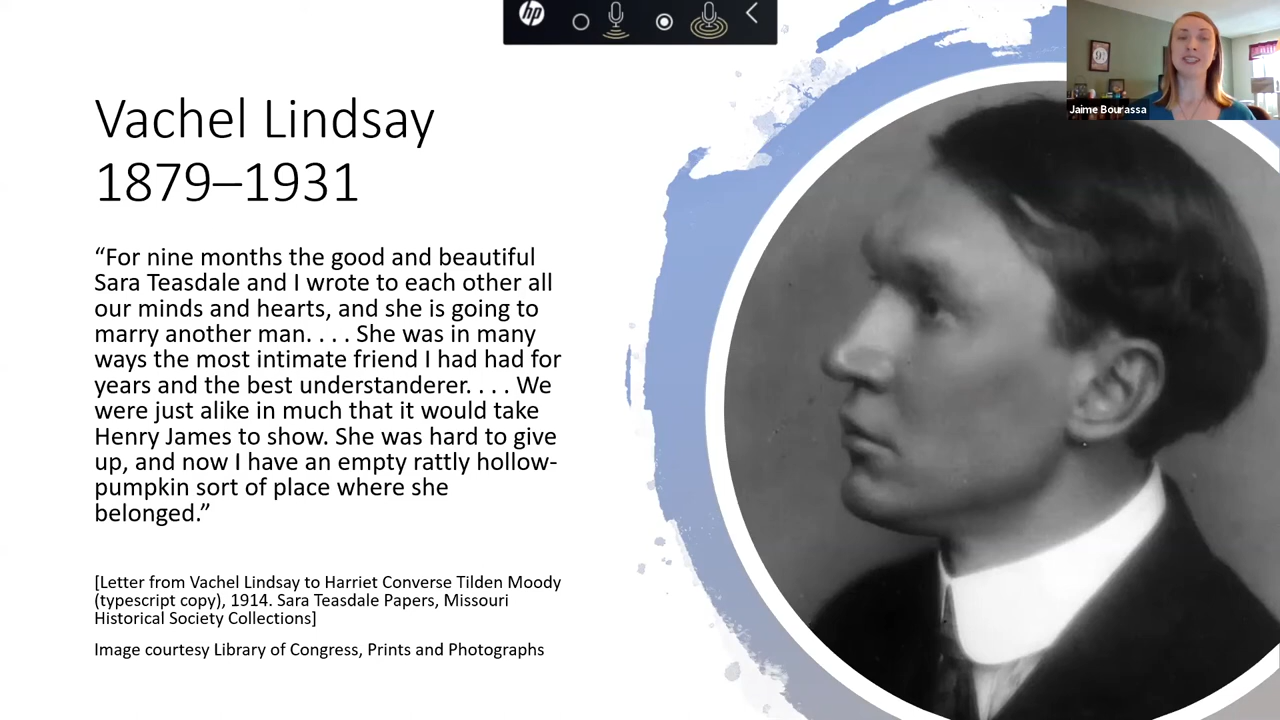 hp
Jaime Bourassa
Vachel Lindsay
1879–1931
“For nine months the good and beautiful
Sara Teasdale and I wrote to each other all
our minds and hearts, and she is going to
marry another man. . . . She was in many
ways the most intimate friend I had had for
years and the best understanderer. . . . We
were just alike in much that it would take
Henry James to show. She was hard to give
up, and now I have an empty rattly hollow-
pumpkin sort of place where she
belonged.”
[Letter from Vachel Lindsay to Harriet Converse Tilden Moody
(typescript copy), 1914. Sara Teasdale Papers, Missouri
Historical Society Collections]
Image courtesy Library of Congress, Prints and Photographs